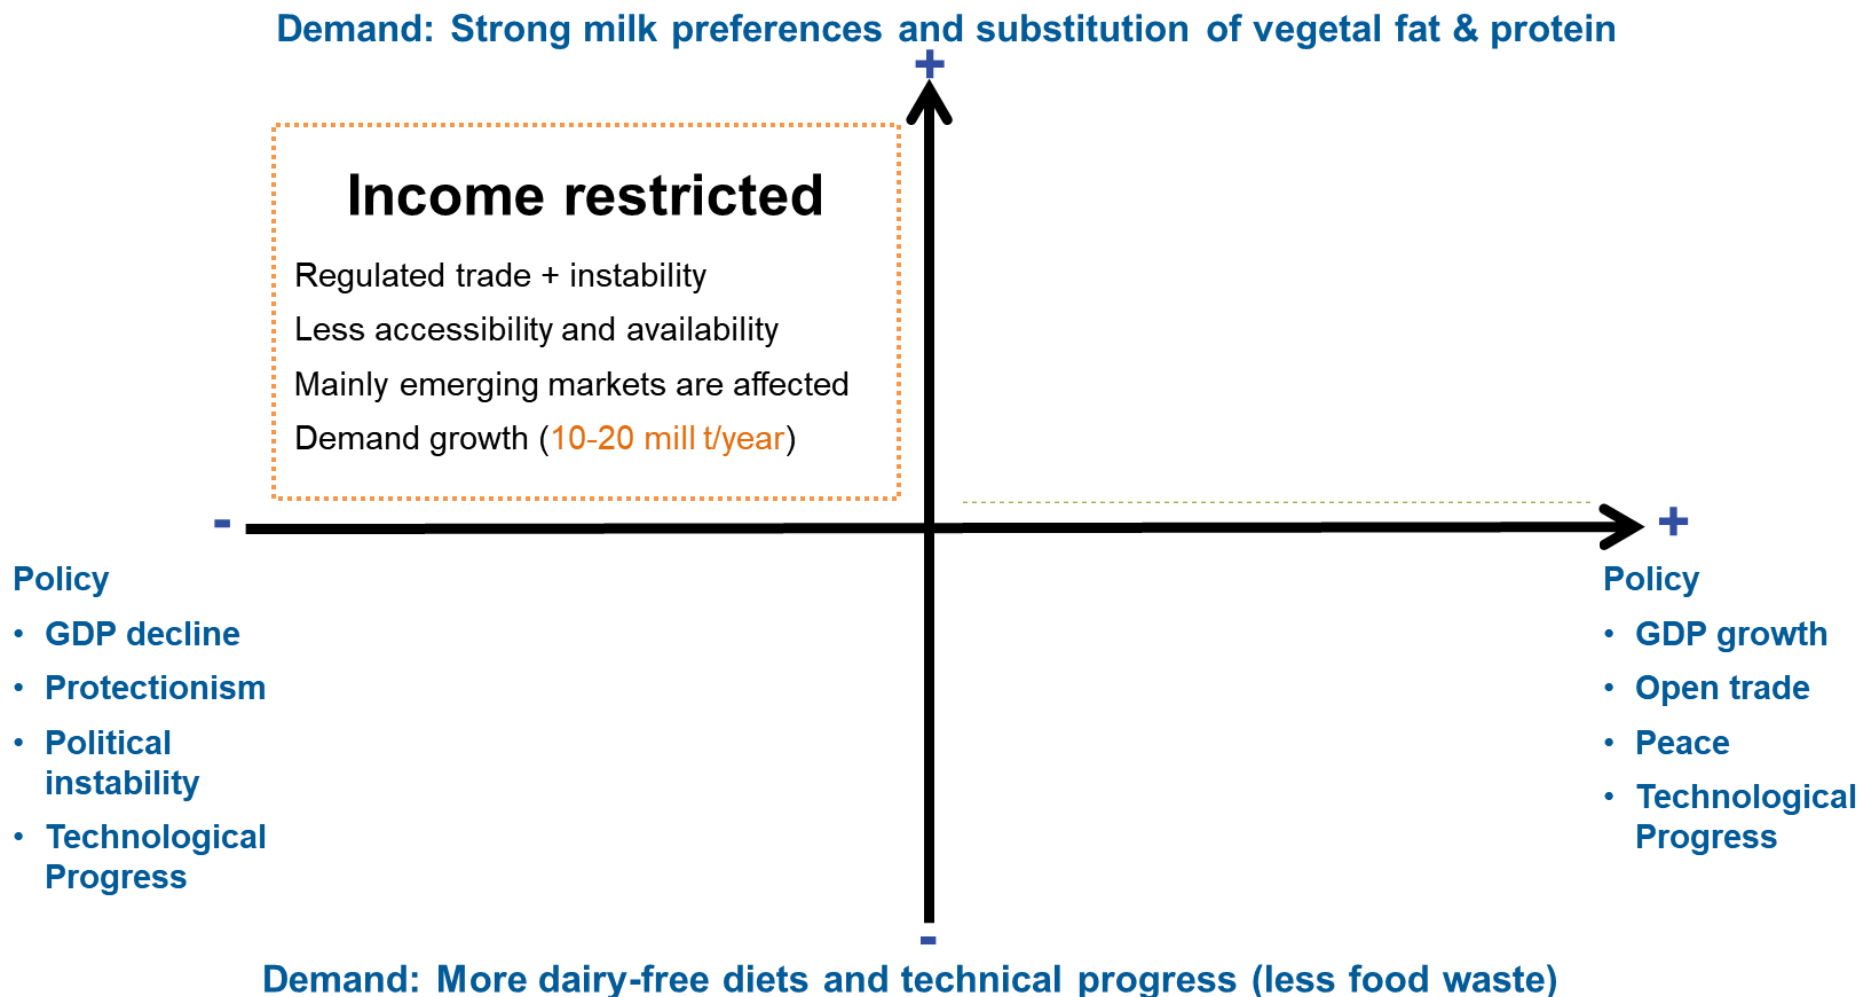 Demand: Strong milk preferences and substitution of vegetal fat & protein
+
Income restricted
Regulated trade + instability
Less accessibility and availability
Mainly emerging markets are affected
Demand growth (10-20 mill t/year)
-
+
Policy
• GDP decline
• Protectionism
• Political
instability
• Technological
Progress
Policy
• GDP growth
• Open trade
• Peace
• Technological
Progress
-
Demand: More dairy-free diets and technical progress (less food waste)